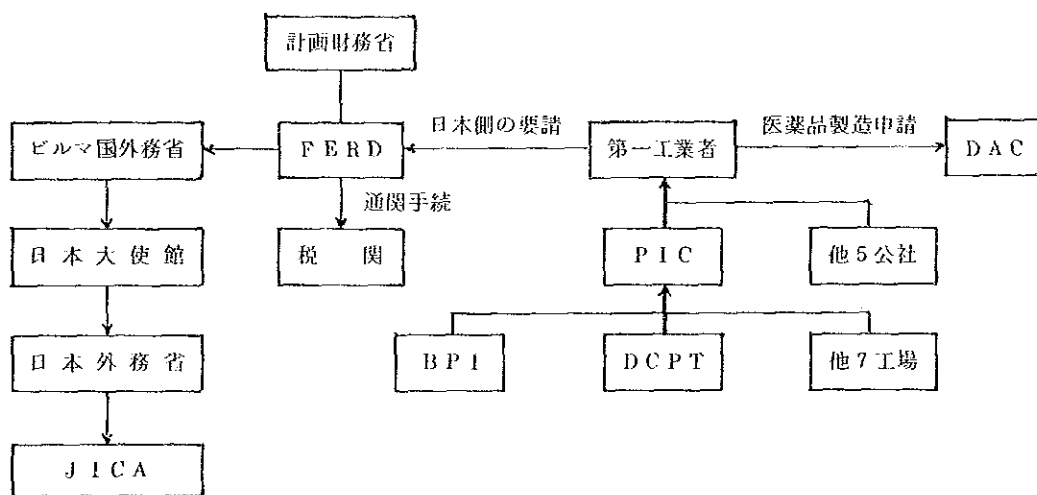 計画財務省
日本側の要請
医薬品製造申請
ビルマ国外務省
FERD
第一工業者
DAC
通関手続
日本大使館
税関
PIC
他5公社
日本外務省
BPI
DCPT
他7工場
JICA